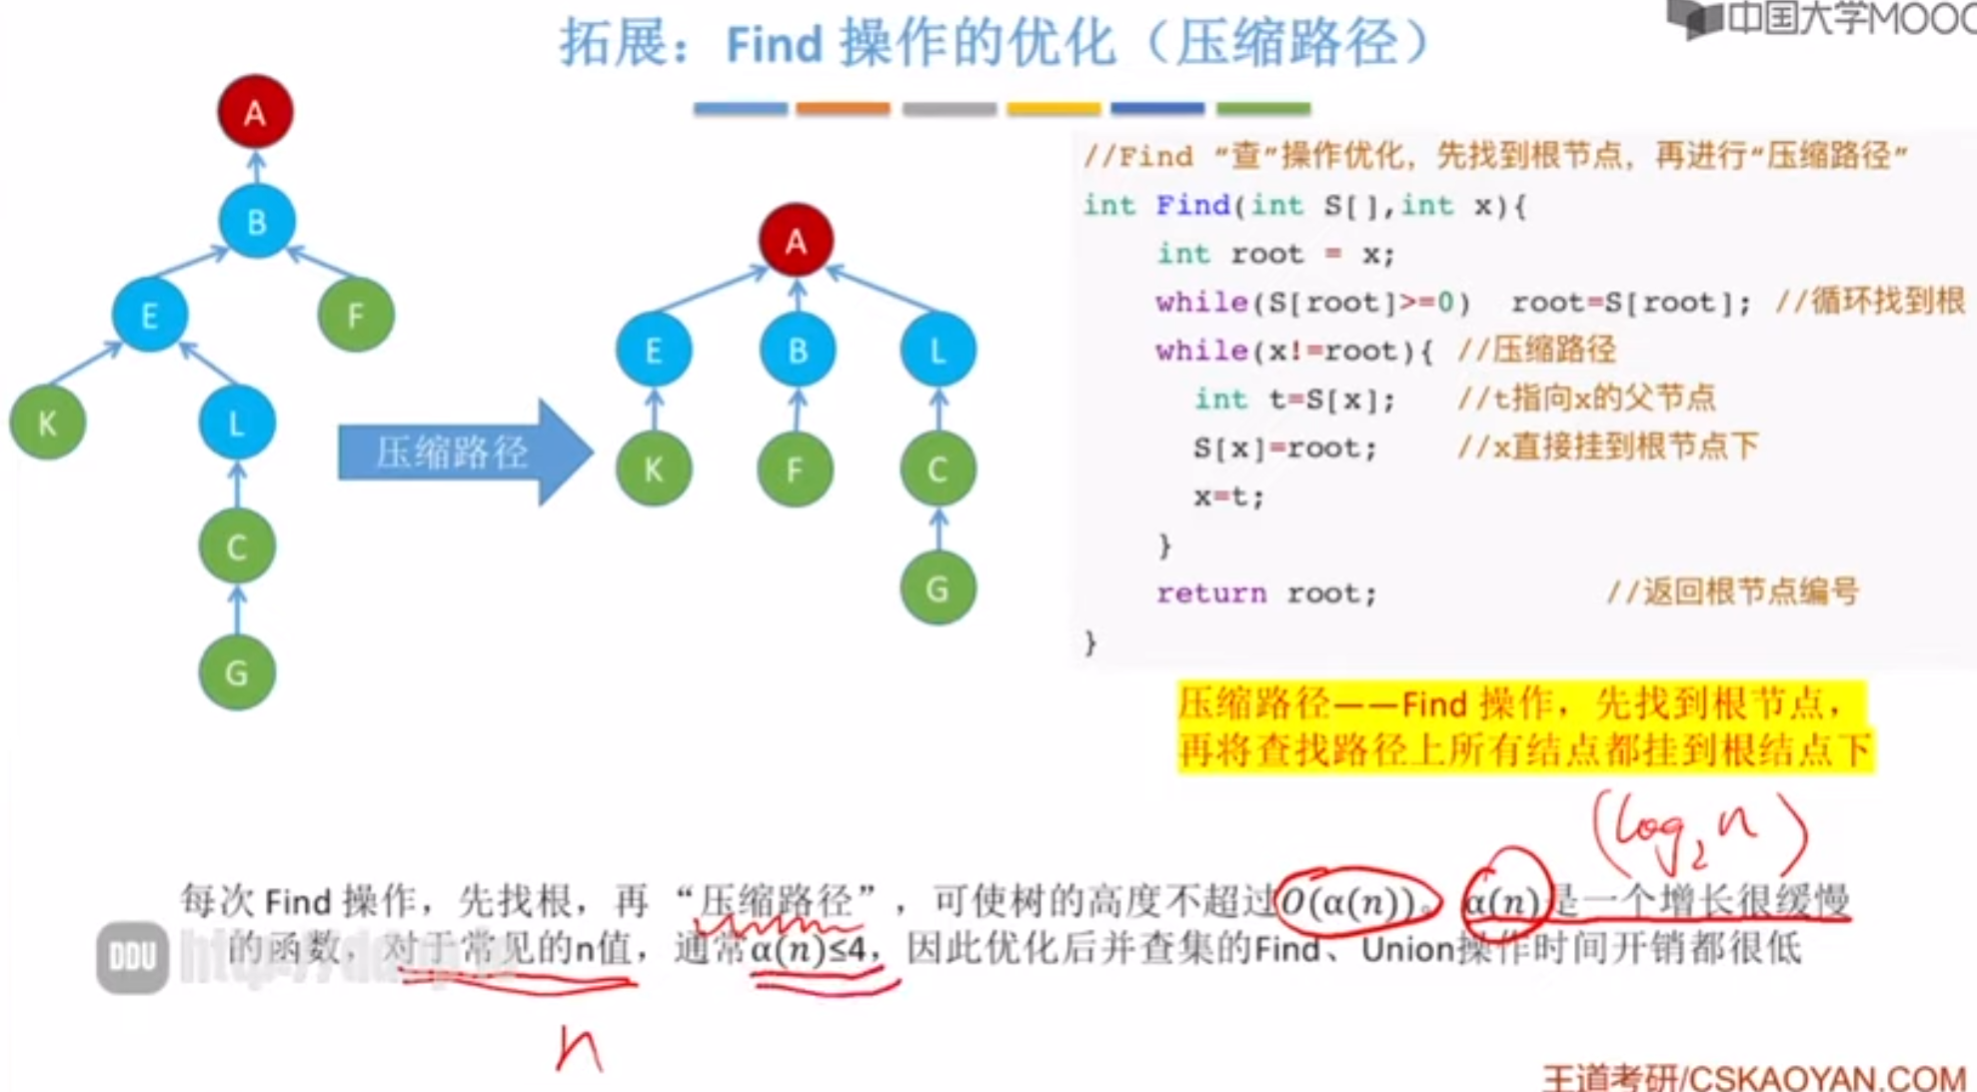 中国大学MOOC
拓展：Find 操作的优化（压缩路径）
A
B
E
F
K
L
C
G
压缩路径
A
E
B
L
K
F
C
G
//Find “查”操作优化，先找到根节点，再进行“压缩路径”
int Find(int S[],int x){
int root = x;
while(S[root]>=0) root=S[root]; //循环找到根
while(x!=root){ //压缩路径
int t=S[x]; //t指向x的父节点
S[x]=root; //x直接挂到根节点下
x=t;
}
return root; //返回根节点编号
}
压缩路径——Find 操作，先找到根节点，
再将查找路径上所有结点都挂到根结点下
(log₂n)
每次 Find 操作，先找根，再“压缩路径”，可使树的高度不超过O(α(n))。α(n)是一个增长很缓慢
的函数，对于常见的n值，通常α(n)≤4，因此优化后并查集的Find、Union操作时间开销都很低
DDU
n
王道考研/CSKAOYAN.COM